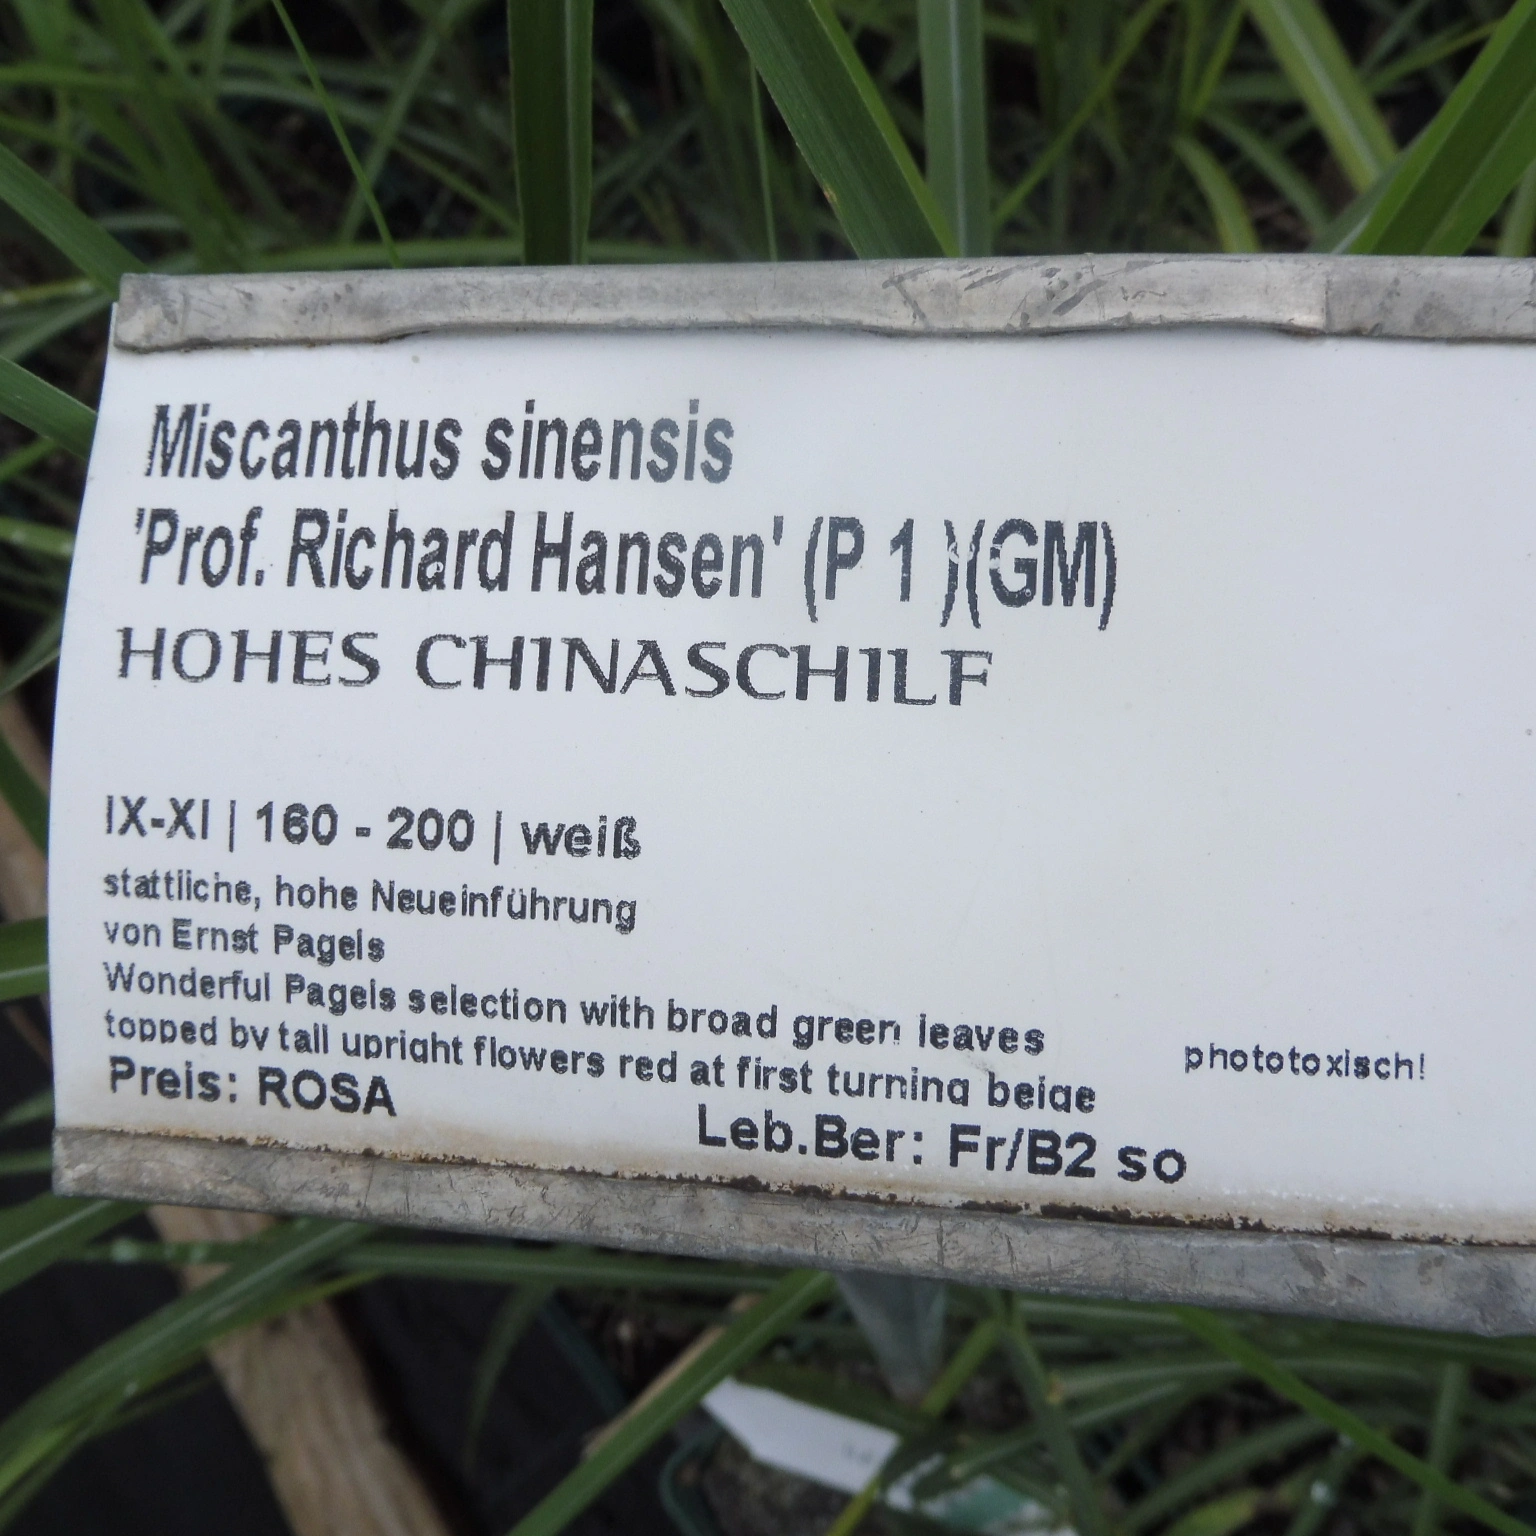 Miscanthus sinensis
'Prof. Richard Hansen' (P 1 )(GM)
HOHES CHINASCHILF
IX-XI | 160 - 200 | weiß
stattliche, hohe Neueinführung
von Ernst Pagels
Wonderful Pagels selection with broad green leaves
topped by tall upright flowers red at first turning beige
phototoxisch!
Preis: ROSA
Leb.Ber: Fr/B2 so